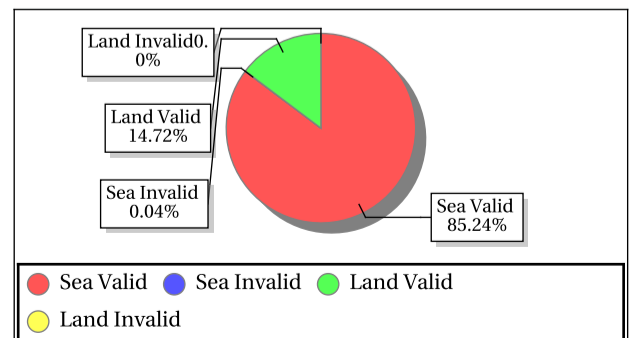 Land Invalid0.
0%
Land Valid
14.72%
Sea Invalid
0.04%
Sea Valid
85.24%
Sea Valid Sea Invalid Land Valid
Land Invalid